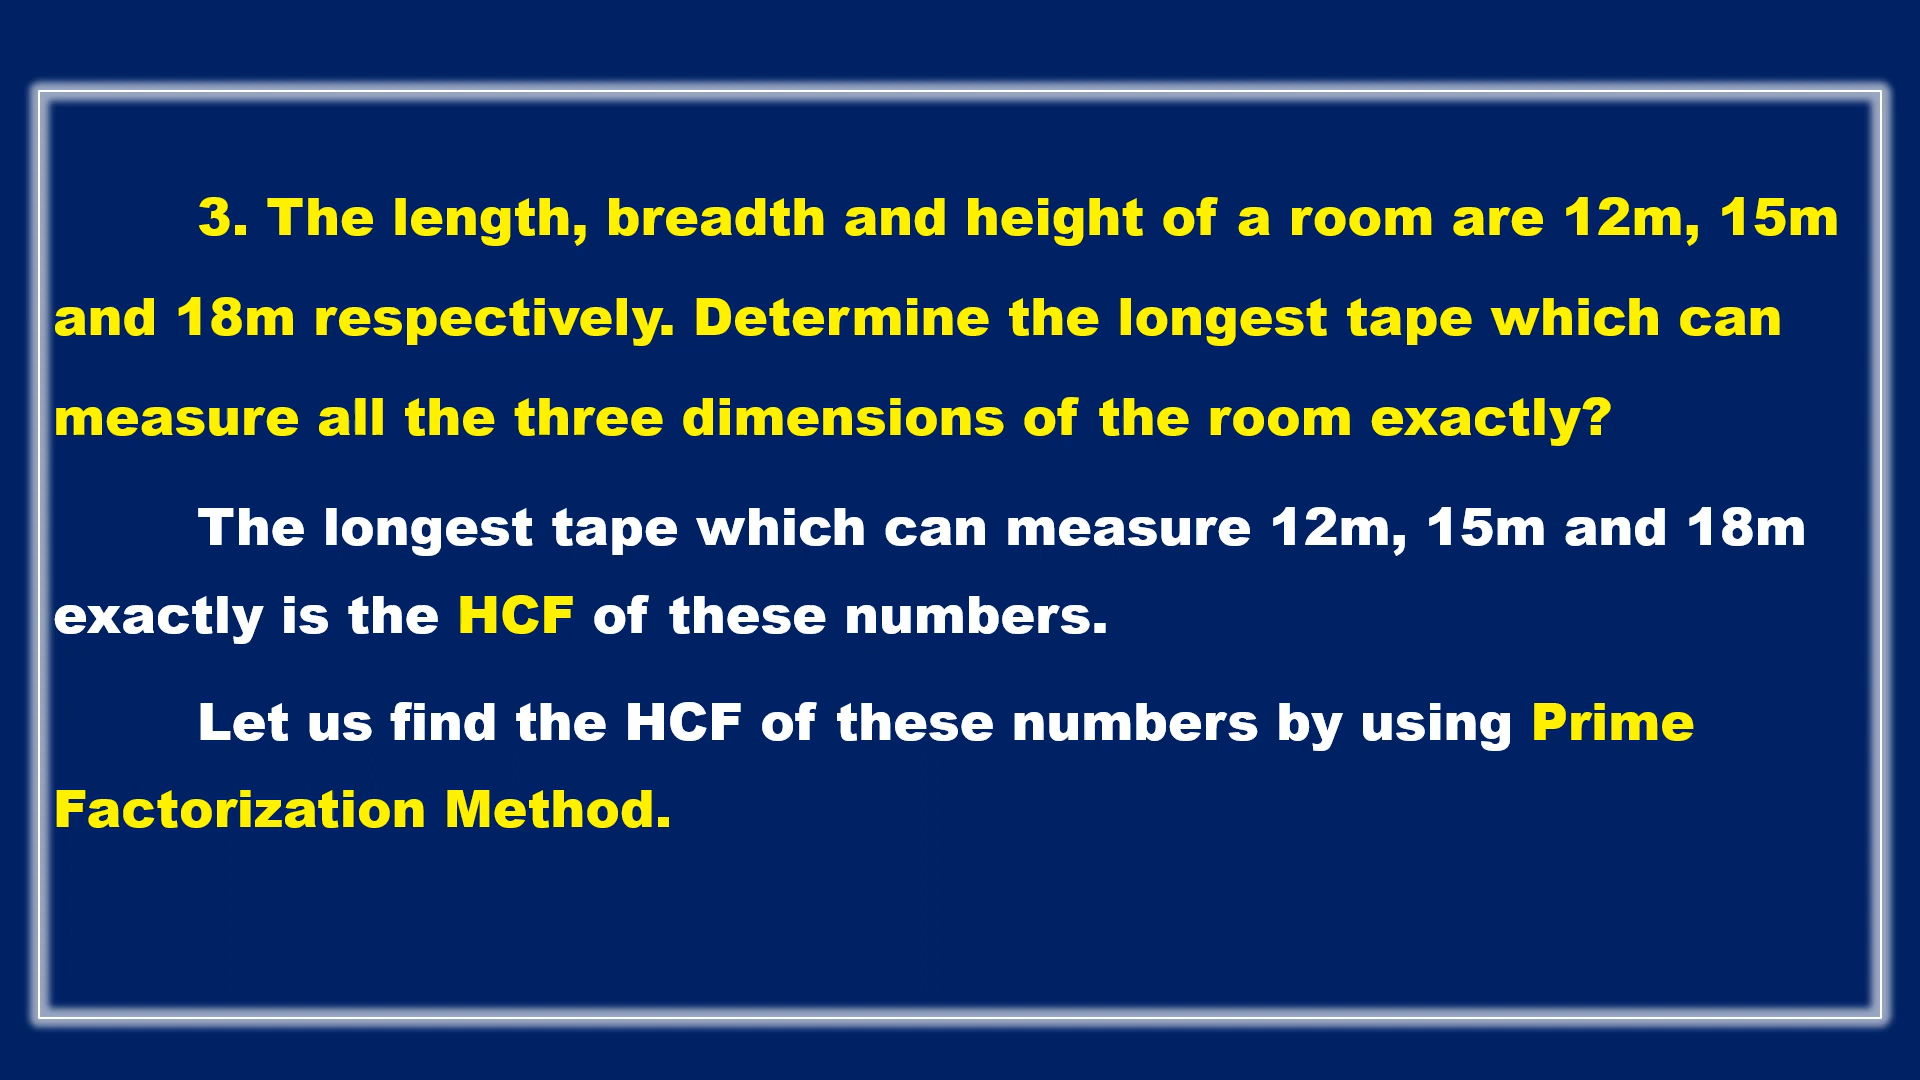 3. The length, breadth and height of a room are 12m, 15m
and 18m respectively. Determine the longest tape which can
measure all the three dimensions of the room exactly?
The longest tape which can measure 12m, 15m and 18m
exactly is the HCF of these numbers.
Let us find the HCF of these numbers by using Prime
Factorization Method.